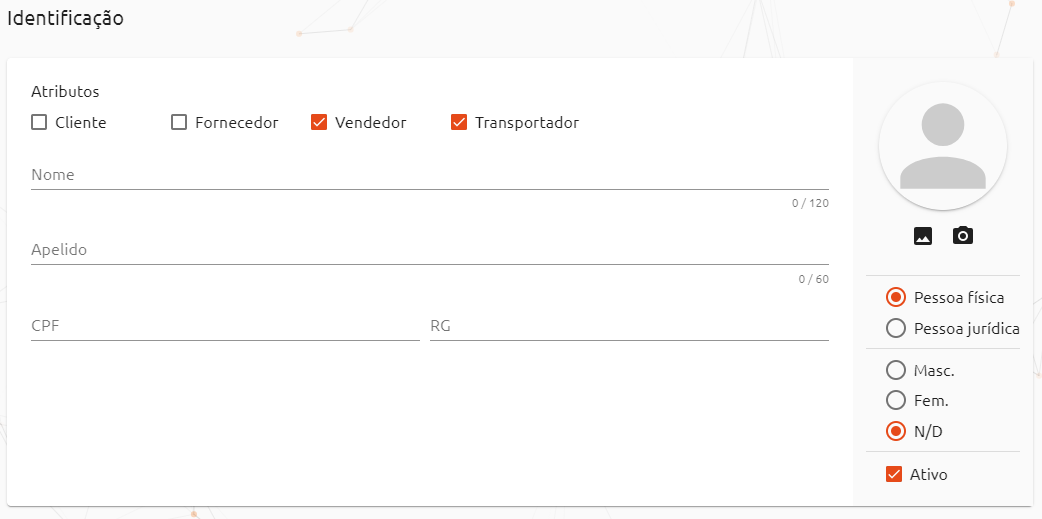 Identificação
Atributos
Cliente Fornecedor Vendedor Transportador
Nome
0 / 120
Apelido
0 / 60
CPF RG
Pessoa física
Pessoa jurídica
Masc.
Fem.
N/D
Ativo